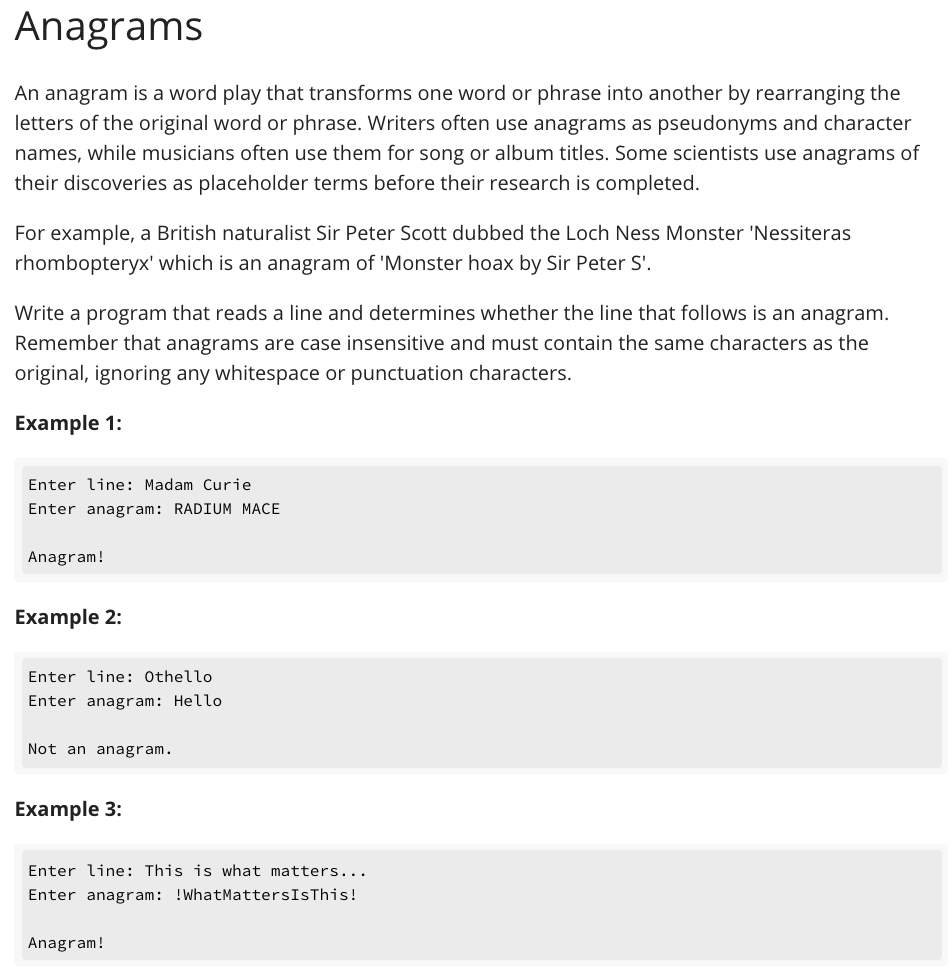 Anagrams
An anagram is a word play that transforms one word or phrase into another by rearranging the
letters of the original word or phrase. Writers often use anagrams as pseudonyms and character
names, while musicians often use them for song or album titles. Some scientists use anagrams of
their discoveries as placeholder terms before their research is completed.
For example, a British naturalist Sir Peter Scott dubbed the Loch Ness Monster 'Nessiteras
rhombopteryx' which is an anagram of 'Monster hoax by Sir Peter S'.
Write a program that reads a line and determines whether the line that follows is an anagram.
Remember that anagrams are case insensitive and must contain the same characters as the
original, ignoring any whitespace or punctuation characters.
Example 1:
Enter line: Madam Curie
Enter anagram: RADIUM MACE
Anagram!
Example 2:
Enter line: Othello
Enter anagram: Hello
Not an anagram.
Example 3:
Enter line: This is what matters...
Enter anagram: !WhatMattersIsThis!
Anagram!